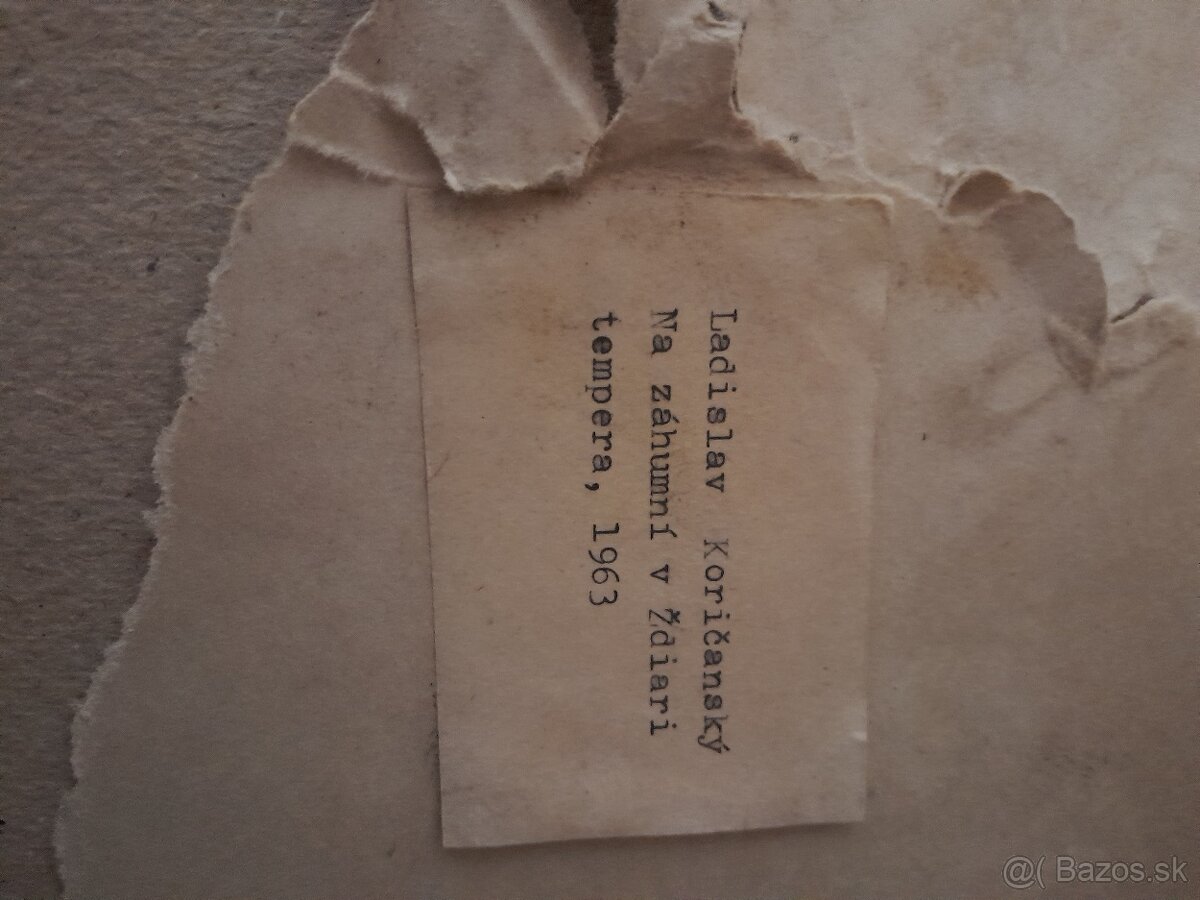 Ladislav Koričanský
Na záhumní v Ždiari
tempera, 1963
@( Bazos.sk